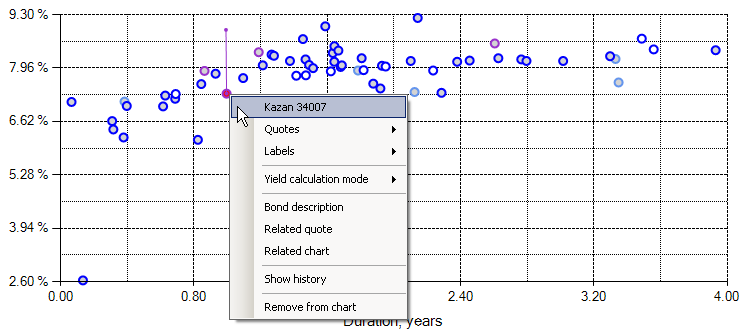 9.30 %
7.96 %
6.62 %
5.28 %
3.94 %
2.60 %
0.00 0.80 2.40 3.20 4.00
Duration, years
Kazan 34007
Quotes
Labels
Yield calculation mode
Bond description
Related quote
Related chart
Show history
Remove from chart